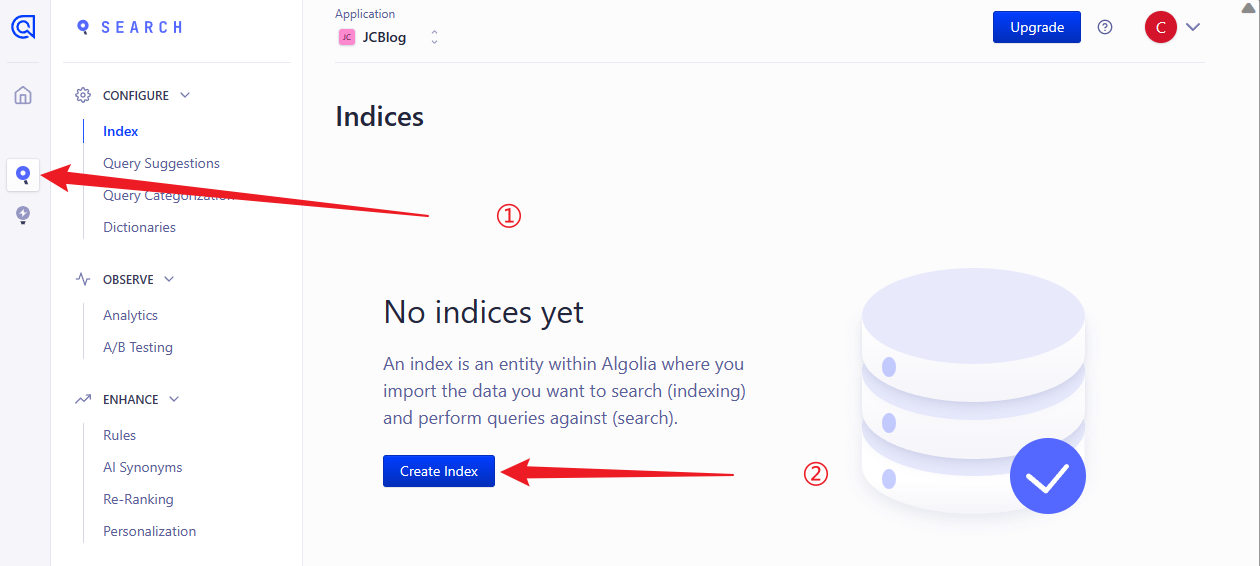 SEARCH
CONFIGURE
Index
Query Suggestions
Query Categorization
Dictionaries
OBSERVE
Analytics
A/B Testing
ENHANCE
Rules
AI Synonyms
Re-Ranking
Personalization
Application
JC JCBlog
Upgrade
?
C
Indices
①
No indices yet
An index is an entity within Algolia where you
import the data you want to search (indexing)
and perform queries against (search).
Create Index
②